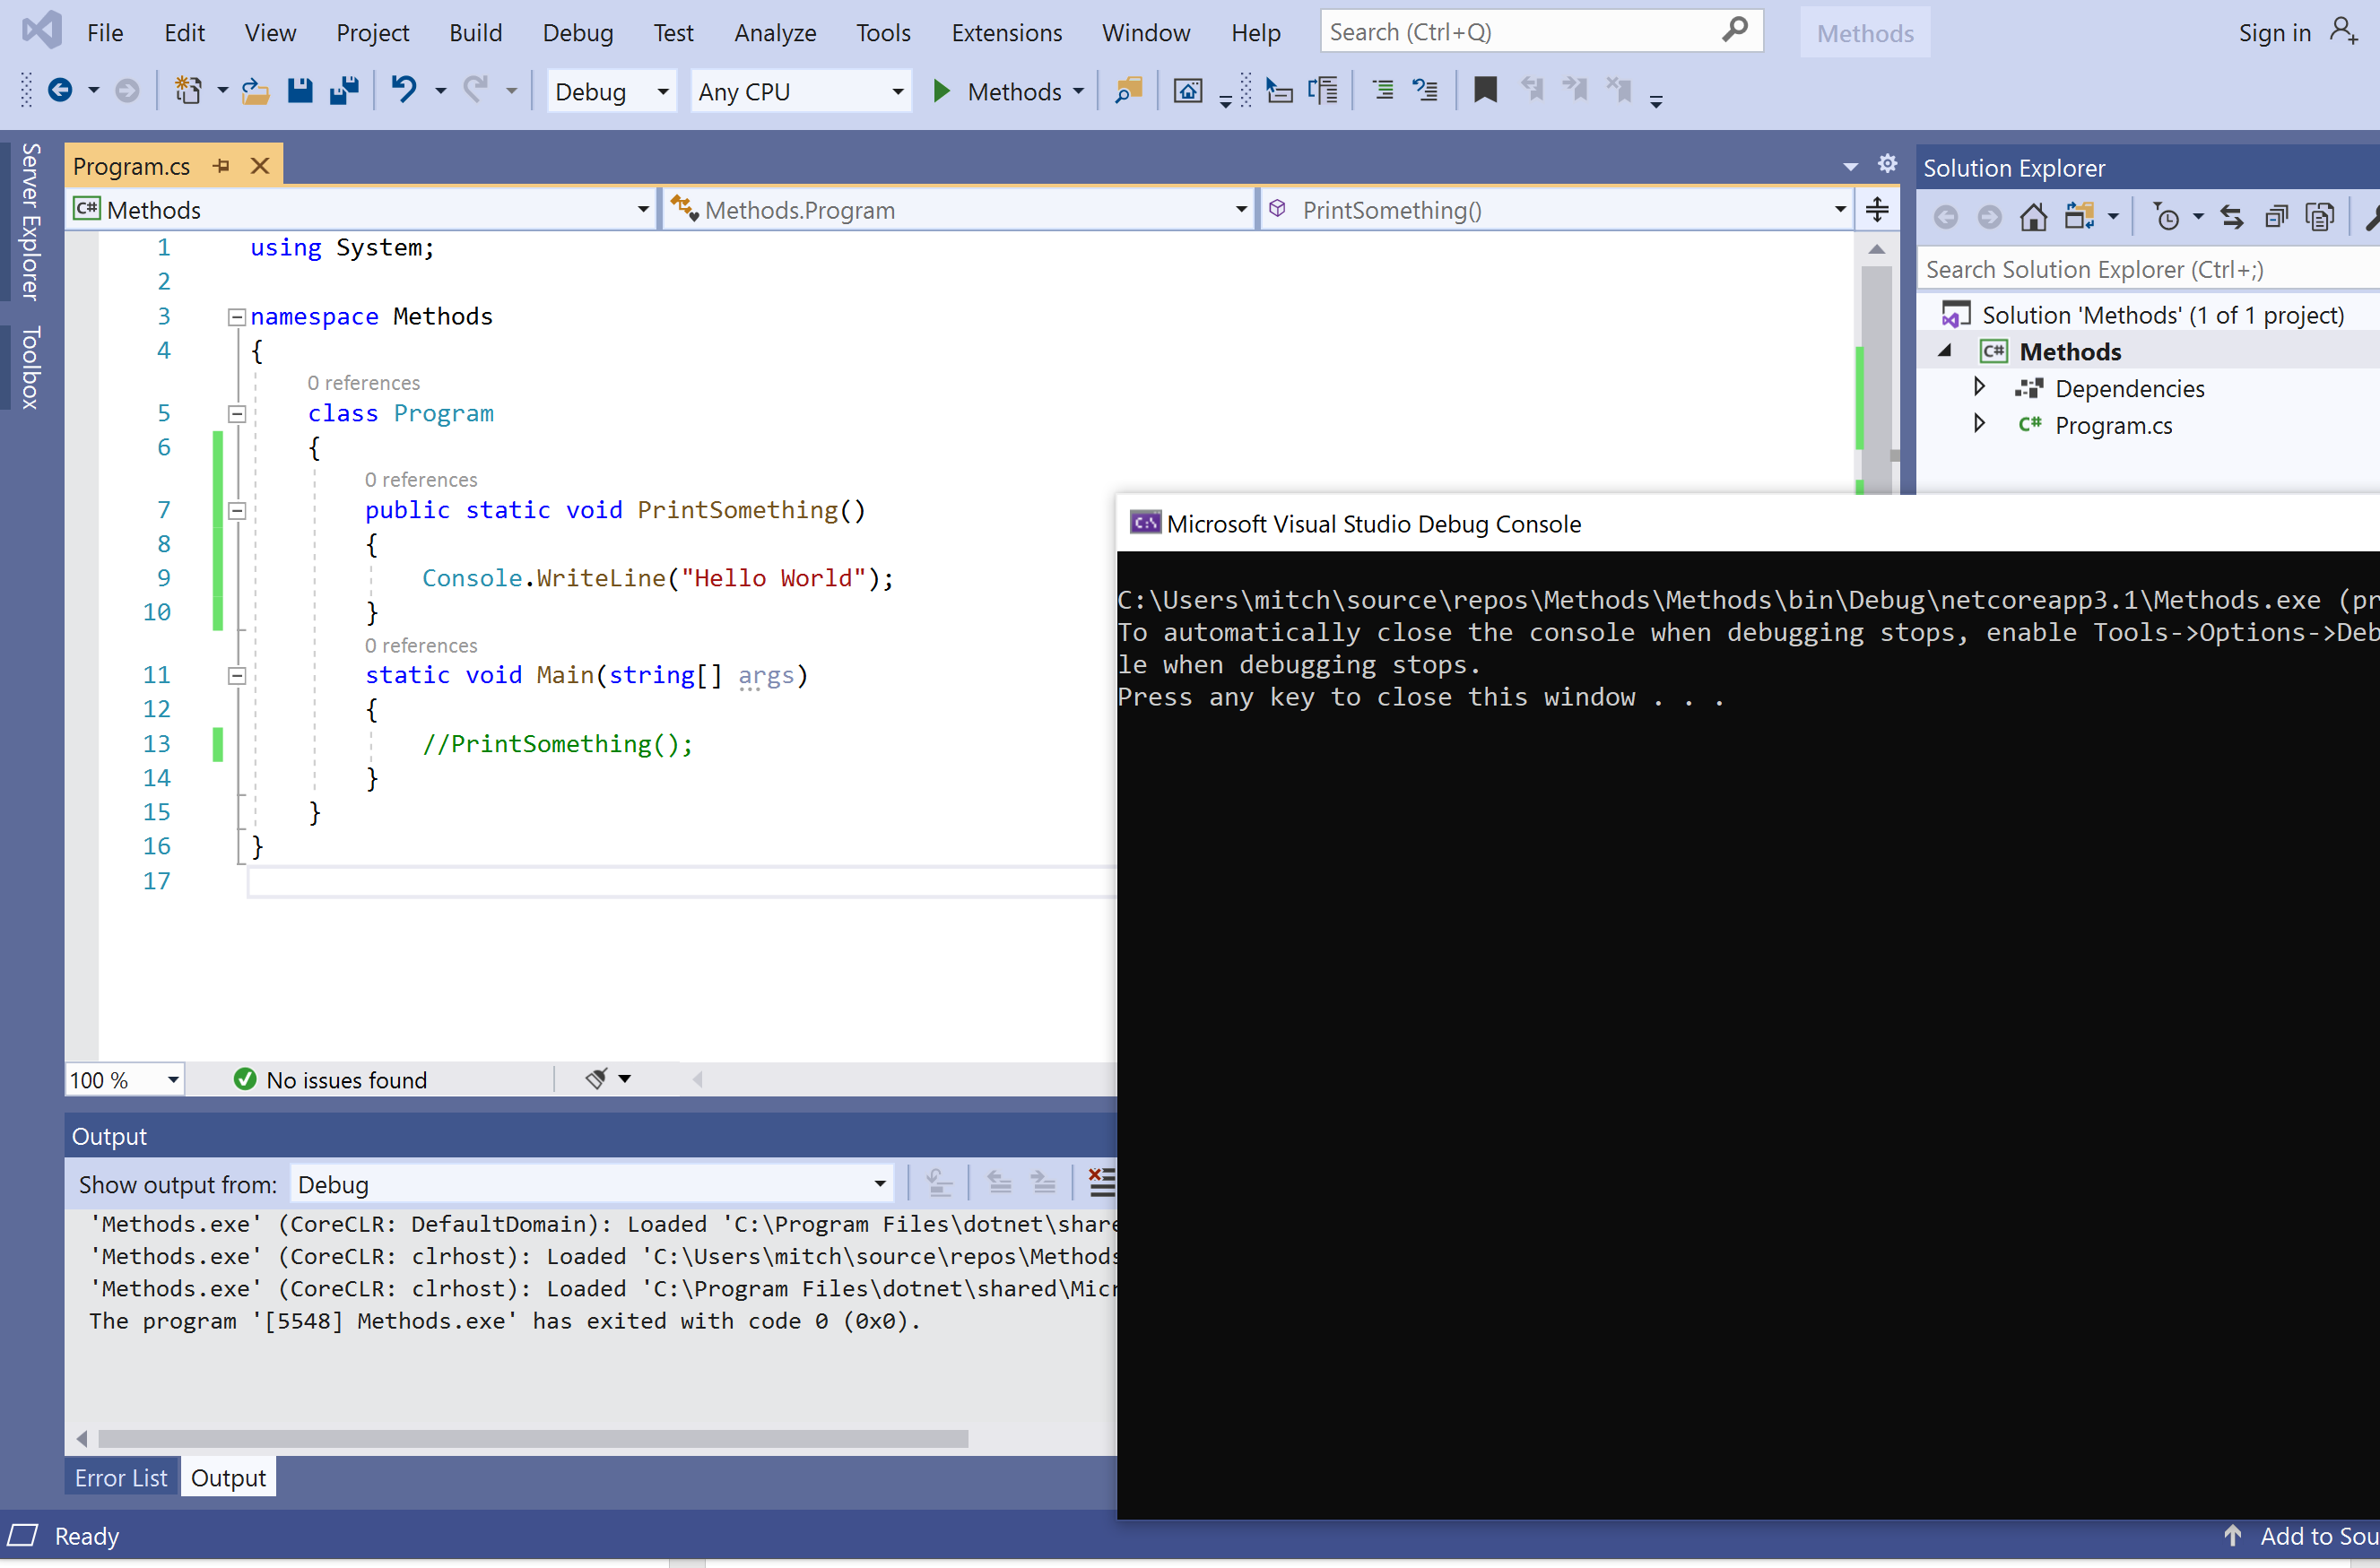 File Edit View Project Build Debug Test Analyze Tools Extensions Window Help Search (Ctrl+Q) Methods Sign in
Debug Any CPU Methods
Server Explorer
Toolbox
Program.cs
C# Methods Methods.Program PrintSomething()
1 using System;
2
3 namespace Methods
4 {
0 references
5 class Program
6 {
0 references
7 public static void PrintSomething()
8 {
9 Console.WriteLine("Hello World");
10 }
0 references
11 static void Main(string[] args)
12 {
13 //PrintSomething();
14 }
15 }
16 }
17
100 % No issues found
Output
Show output from: Debug
'Methods.exe' (CoreCLR: DefaultDomain): Loaded 'C:\Program Files\dotnet\share
'Methods.exe' (CoreCLR: clrhost): Loaded 'C:\Users\mitch\source\repos\Methods
'Methods.exe' (CoreCLR: clrhost): Loaded 'C:\Program Files\dotnet\shared\Micr
The program '[5548] Methods.exe' has exited with code 0 (0x0).
Error List Output
Ready
Solution Explorer
Search Solution Explorer (Ctrl+;)
Solution 'Methods' (1 of 1 project)
C# Methods
Dependencies
C# Program.cs
C:\ Microsoft Visual Studio Debug Console
C:\Users\mitch\source\repos\Methods\Methods\bin\Debug\netcoreapp3.1\Methods.exe (pr
To automatically close the console when debugging stops, enable Tools->Options->Deb
le when debugging stops.
Press any key to close this window . . .
Add to Sou